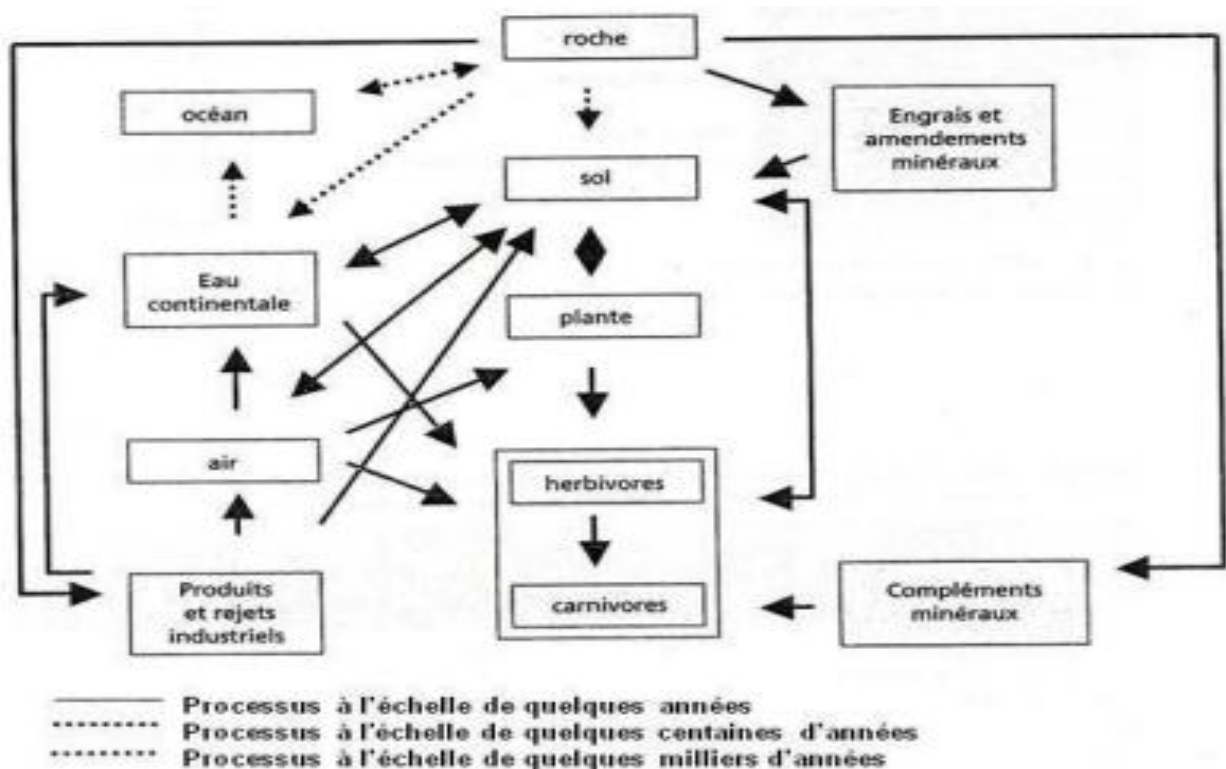 roche
océan
Engrais et
amendements
minéraux
sol
Eau
continentale
plante
air
herbivores
Produits
et rejets
industriels
carnivores
Compléments
minéraux
Processus à l'échelle de quelques années
Processus à l'échelle de quelques centaines d'années
Processus à l'échelle de quelques milliers d'années